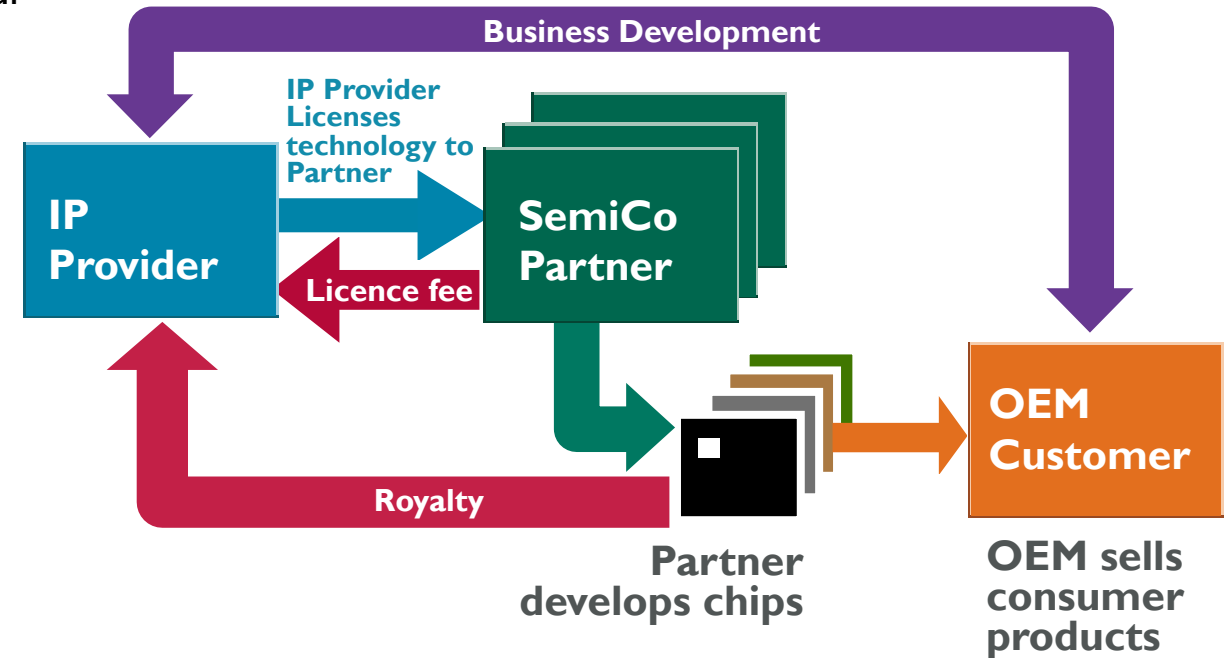 Business Development
IP Provider
Licenses
technology to
Partner
IP
Provider
SemiCo
Partner
Licence fee
OEM
Customer
Royalty
Partner
develops chips
OEM sells
consumer
products